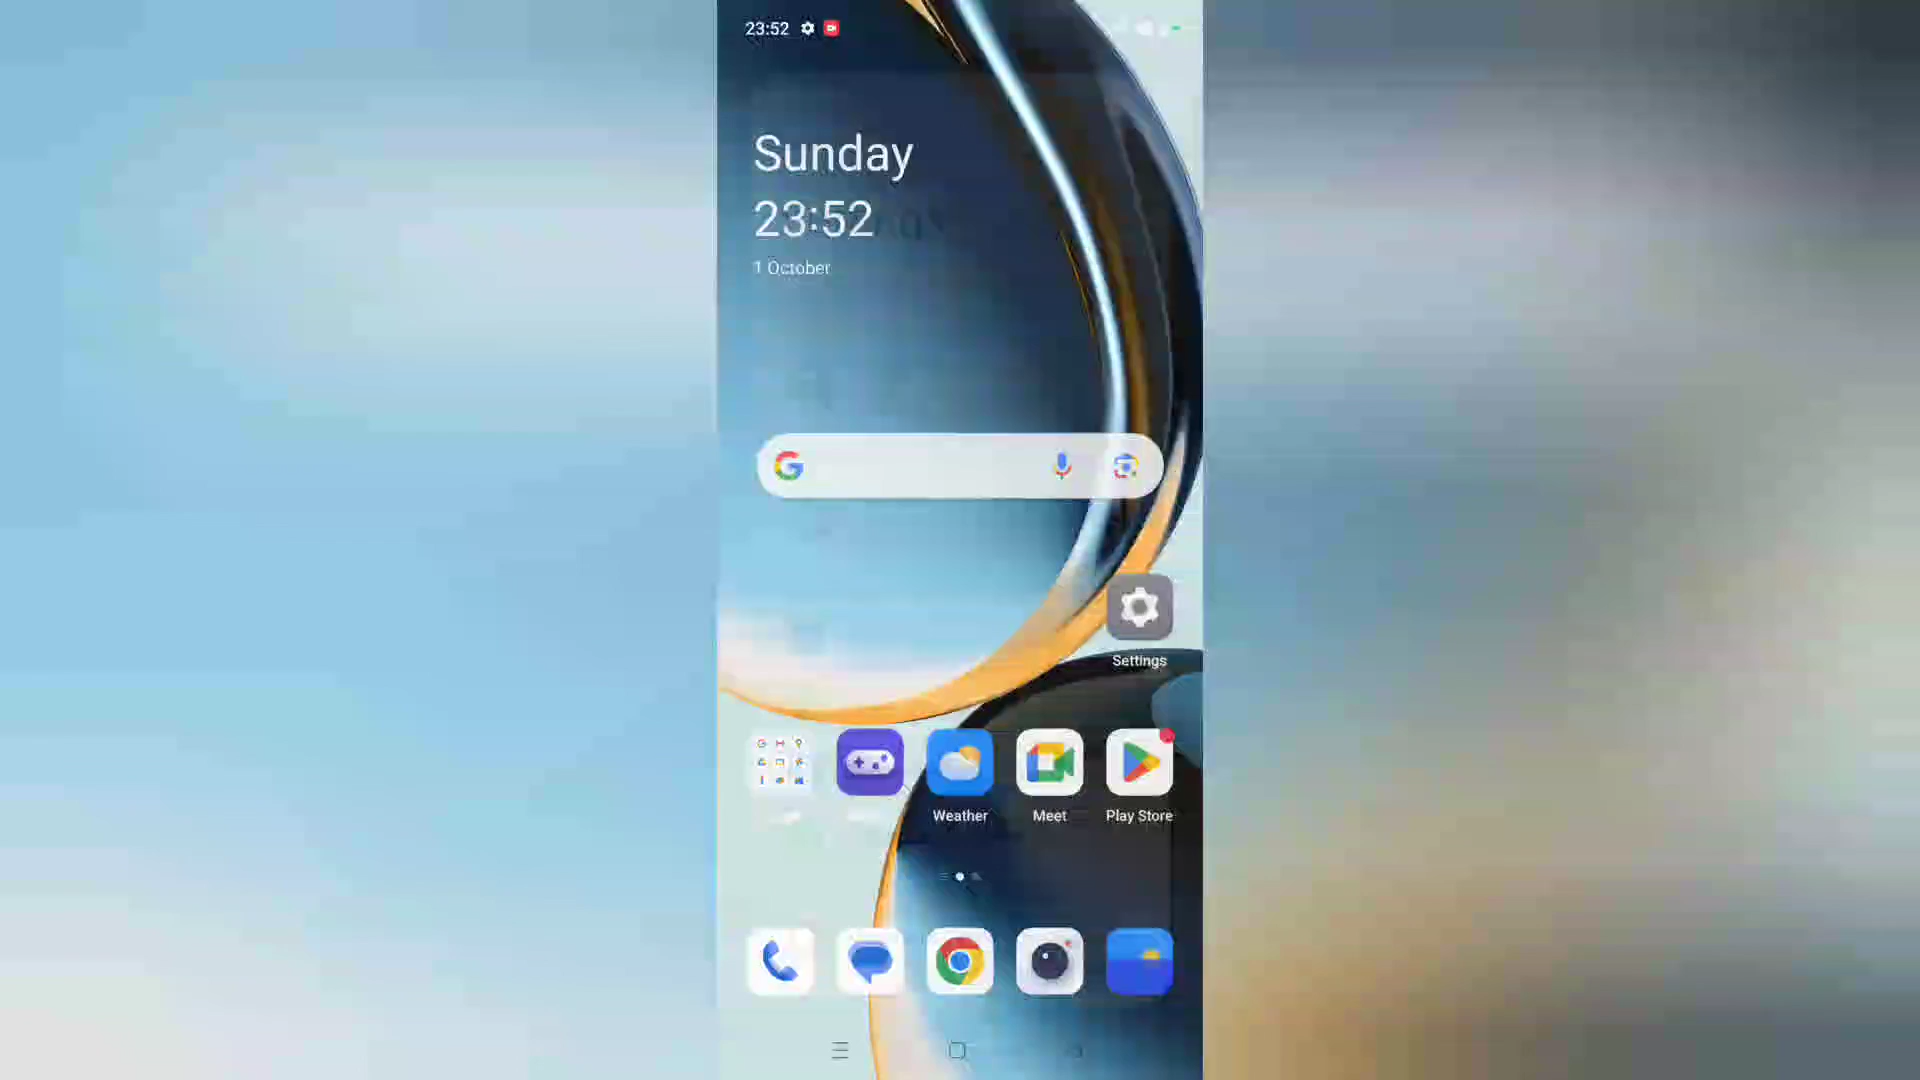 23:52
Sunday
23:52
1 October
Settings
Weather
Meet
Play Store